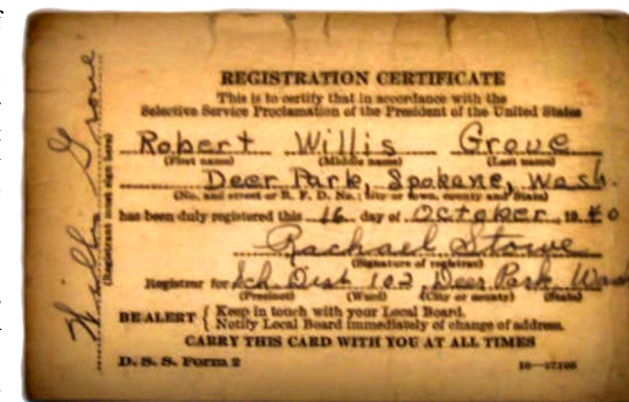 REGISTRATION CERTIFICATE
This is to certify that in accordance with the
Selective Service Proclamation of the President of the United States
Robert Willis Grove
(First name) (Middle name) (Last name)
Deer Park, Spokane, Wash.
(No. and street or R. F. D. No.; city or town, county and State)
has been duly registered this 16 day of October, 1940
Rachael Stowe
(Signature of registrar)
Registrar for Sch Dist 102, Deer Park, Wash
(Precinct) (Ward) (City or county) (State)
BE ALERT { Keep in touch with your Local Board.
Notify Local Board immediately of change of address.
CARRY THIS CARD WITH YOU AT ALL TIMES
D. S. S. Form 2
Willis Grove
(Registrant must sign here)